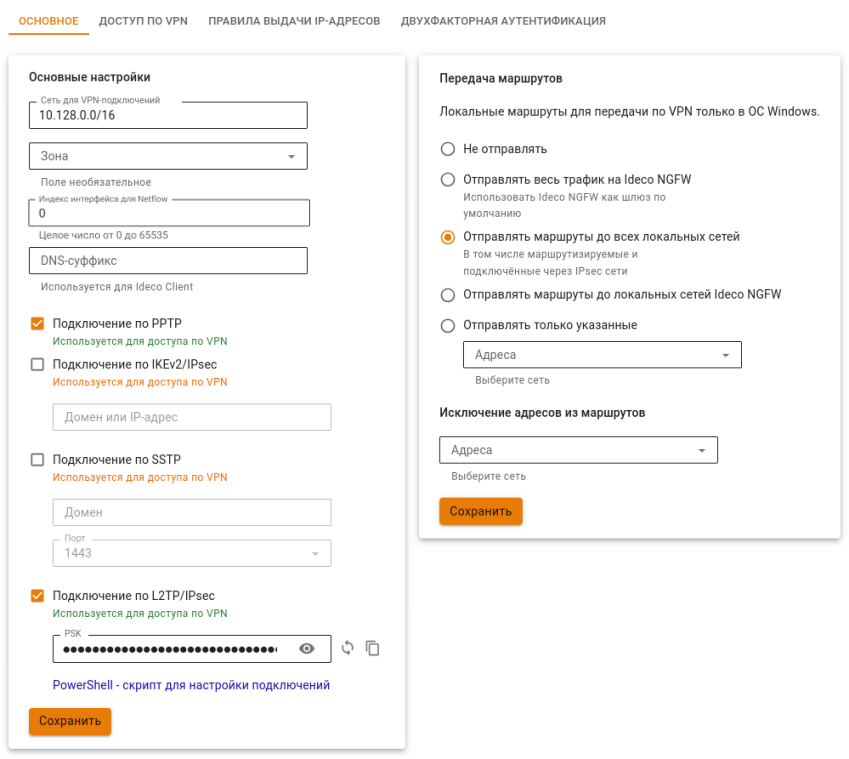 ОСНОВНОЕ ДОСТУП ПО VPN ПРАВИЛА ВЫДАЧИ IP-АДРЕСОВ ДВУХФАКТОРНАЯ АУТЕНТИФИКАЦИЯ
Основные настройки
Сеть для VPN-подключений
10.128.0.0/16
Зона
Поле необязательное
Индекс интерфейса для Netflow
0
Целое число от 0 до 65535
DNS-суффикс
Используется для Ideco Client
Подключение по PPTP
Используется для доступа по VPN
Подключение по IKEv2/IPsec
Используется для доступа по VPN
Домен или IP-адрес
Подключение по SSTP
Используется для доступа по VPN
Домен
Порт
1443
Подключение по L2TP/IPsec
Используется для доступа по VPN
PSK
PowerShell - скрипт для настройки подключений
Сохранить
Передача маршрутов
Локальные маршруты для передачи по VPN только в ОС Windows.
Не отправлять
Отправлять весь трафик на Ideco NGFW
Использовать Ideco NGFW как шлюз по
умолчанию
Отправлять маршруты до всех локальных сетей
В том числе маршрутизируемые и
подключённые через IPsec сети
Отправлять маршруты до локальных сетей Ideco NGFW
Отправлять только указанные
Адреса
Выберите сеть
Исключение адресов из маршрутов
Адреса
Выберите сеть
Сохранить